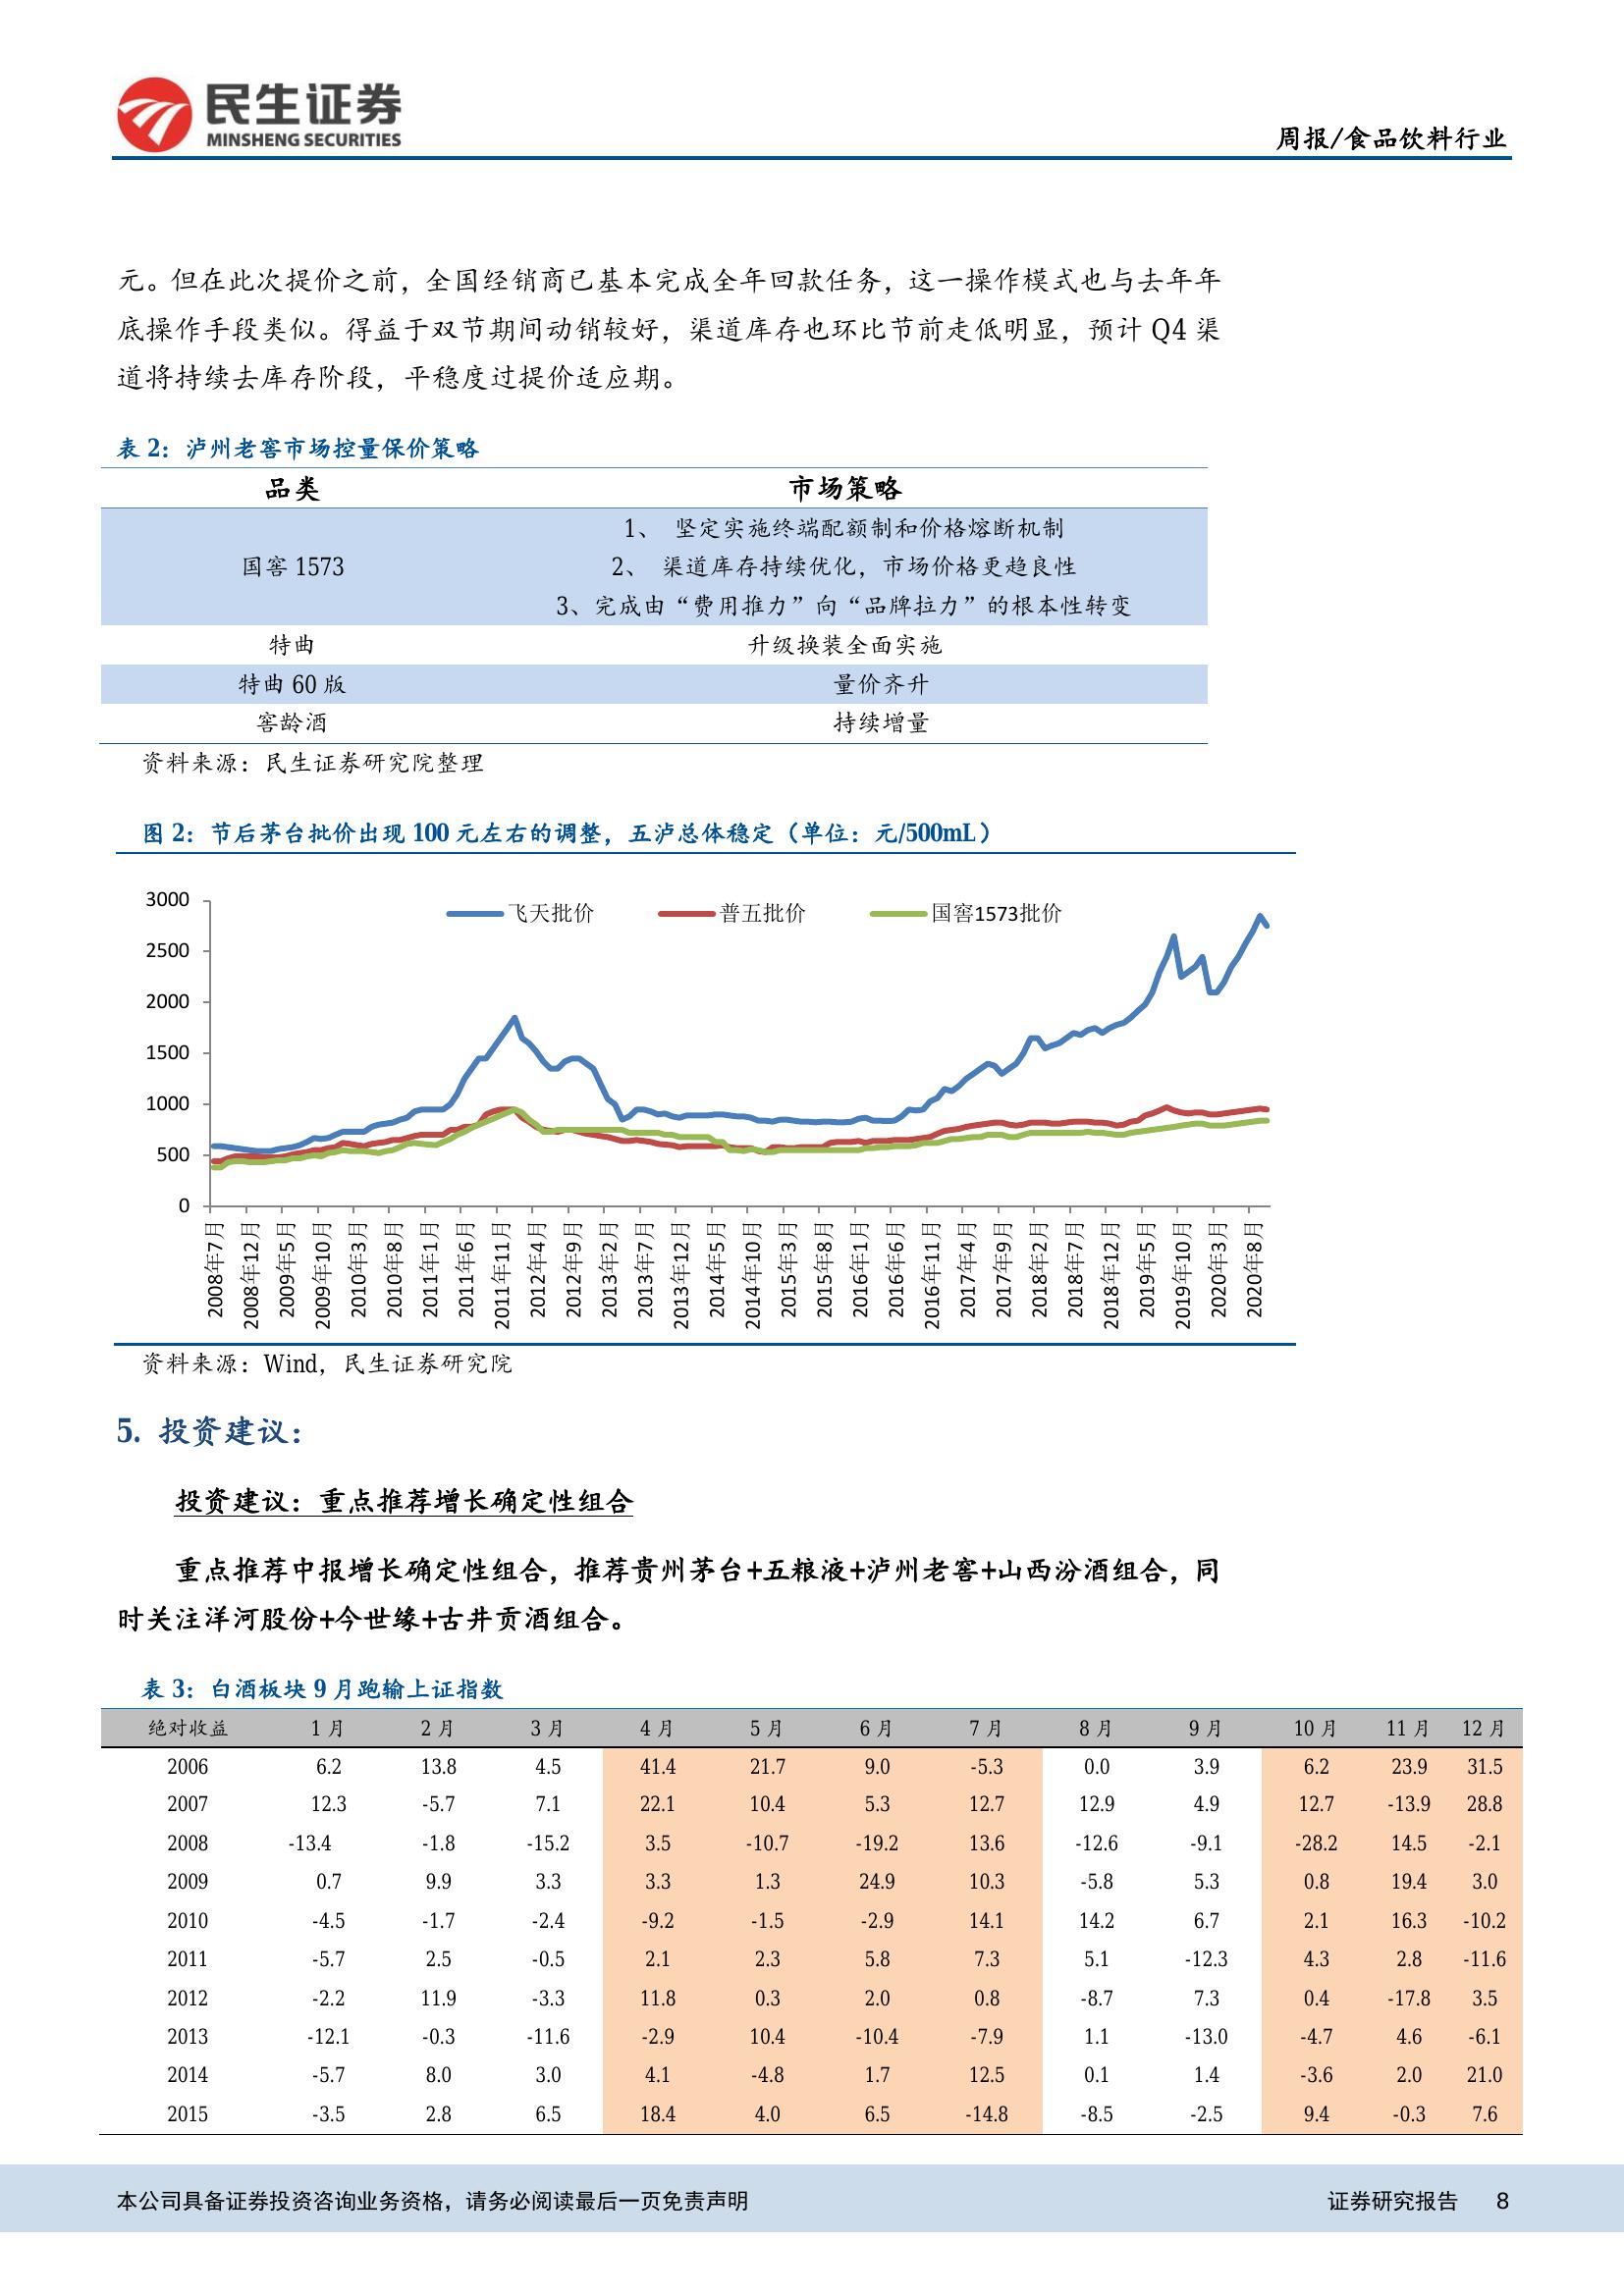 民生证券
MINSHENG SECURITIES
周报/食品饮料行业
元。但在此次提价之前，全国经销商已基本完成全年回款任务，这一操作模式也与去年年
底操作手段类似。得益于双节期间动销较好，渠道库存也环比节前走低明显，预计 Q4 渠
道将持续去库存阶段，平稳度过提价适应期。
表 2：泸州老窖市场控量保价策略
品类 市场策略
国窖 1573
1、 坚定实施终端配额制和价格熔断机制
2、 渠道库存持续优化，市场价格更趋良性
3、完成由“费用推力”向“品牌拉力”的根本性转变
特曲 升级换装全面实施
特曲 60 版 量价齐升
窖龄酒 持续增量
资料来源：民生证券研究院整理
图 2：节后茅台批价出现 100 元左右的调整，五泸总体稳定（单位：元/500mL）
飞天批价 普五批价 国窖1573批价
3000
2500
2000
1500
1000
500
0
2008年7月 2008年12月 2009年5月 2009年10月 2010年3月 2010年8月 2011年1月 2011年6月 2011年11月 2012年4月 2012年9月 2013年2月 2013年7月 2013年12月 2014年5月 2014年10月 2015年3月 2015年8月 2016年1月 2016年6月 2016年11月 2017年4月 2017年9月 2018年2月 2018年7月 2018年12月 2019年5月 2019年10月 2020年3月 2020年8月
资料来源：Wind，民生证券研究院
5. 投资建议：
投资建议：重点推荐增长确定性组合
重点推荐中报增长确定性组合，推荐贵州茅台+五粮液+泸州老窖+山西汾酒组合，同
时关注洋河股份+今世缘+古井贡酒组合。
表 3：白酒板块 9 月跑输上证指数
绝对收益 1 月 2 月 3 月 4 月 5 月 6 月 7 月 8 月 9 月 10 月 11 月 12 月
2006 6.2 13.8 4.5 41.4 21.7 9.0 -5.3 0.0 3.9 6.2 23.9 31.5
2007 12.3 -5.7 7.1 22.1 10.4 5.3 12.7 12.9 4.9 12.7 -13.9 28.8
2008 -13.4 -1.8 -15.2 3.5 -10.7 -19.2 13.6 -12.6 -9.1 -28.2 14.5 -2.1
2009 0.7 9.9 3.3 3.3 1.3 24.9 10.3 -5.8 5.3 0.8 19.4 3.0
2010 -4.5 -1.7 -2.4 -9.2 -1.5 -2.9 14.1 14.2 6.7 2.1 16.3 -10.2
2011 -5.7 2.5 -0.5 2.1 2.3 5.8 7.3 5.1 -12.3 4.3 2.8 -11.6
2012 -2.2 11.9 -3.3 11.8 0.3 2.0 0.8 -8.7 7.3 0.4 -17.8 3.5
2013 -12.1 -0.3 -11.6 -2.9 10.4 -10.4 -7.9 1.1 -13.0 -4.7 4.6 -6.1
2014 -5.7 8.0 3.0 4.1 -4.8 1.7 12.5 0.1 1.4 -3.6 2.0 21.0
2015 -3.5 2.8 6.5 18.4 4.0 6.5 -14.8 -8.5 -2.5 9.4 -0.3 7.6
本公司具备证券投资咨询业务资格，请务必阅读最后一页免责声明 证券研究报告 8